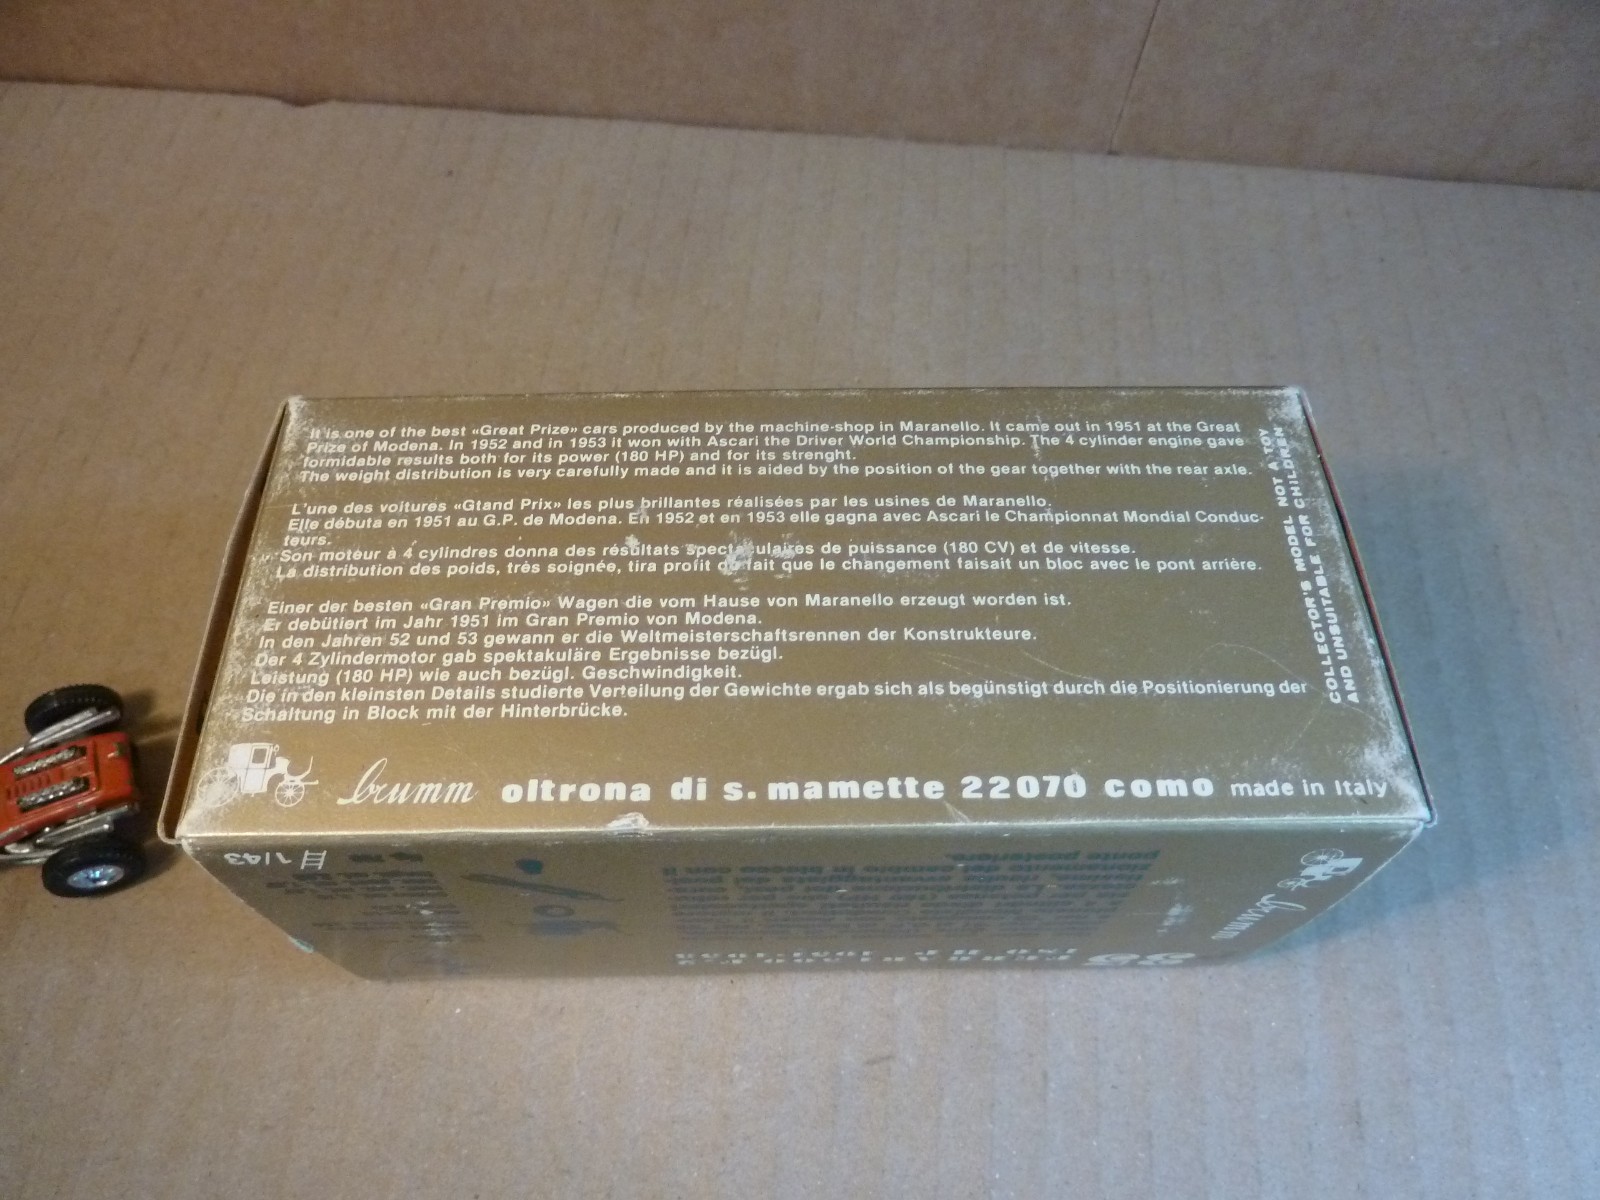 It is one of the best «Great Prize» cars produced by the machine-shop in Maranello. It came out in 1951 at the Great
Prize of Modena. In 1952 and in 1953 it won with Ascari the Driver World Championship. The 4 cylinder engine gave
formidable results both for its power (180 HP) and for its strenght.
The weight distribution is very carefully made and it is aided by the position of the gear together with the rear axle.
L'une des voitures «Gtand Prix» les plus brillantes réalisées par les usines de Maranello.
Elle débuta en 1951 au G.P. de Modena. En 1952 et en 1953 elle gagna avec Ascari le Championnat Mondial Conduc-
teurs.
Son moteur à 4 cylindres donna des résultats spectaculaires de puissance (180 CV) et de vitesse.
La distribution des poids, très soignée, tira profit du fait que le changement faisait un bloc avec le pont arrière.
Einer der besten «Gran Premio» Wagen die vom Hause von Maranello erzeugt worden ist.
Er debütiert im Jahr 1951 im Gran Premio von Modena.
In den Jahren 52 und 53 gewann er die Weltmeisterschaftsrennen der Konstrukteure.
Der 4 Zylindermotor gab spektakuläre Ergebnisse bezügl.
Leistung (180 HP) wie auch bezügl. Geschwindigkeit.
Die in den kleinsten Details studierte Verteilung der Gewichte ergab sich als begünstigt durch die Positionierung der
Schaltung in Block mit der Hinterbrücke.
COLLECTOR'S MODEL NOT A TOY
AND UNSUITABLE FOR CHILDREN
brumm oltrona di s. mamette 22070 como made in Italy
1/43
brumm
cambio in blocco con il
ponte posteriore.